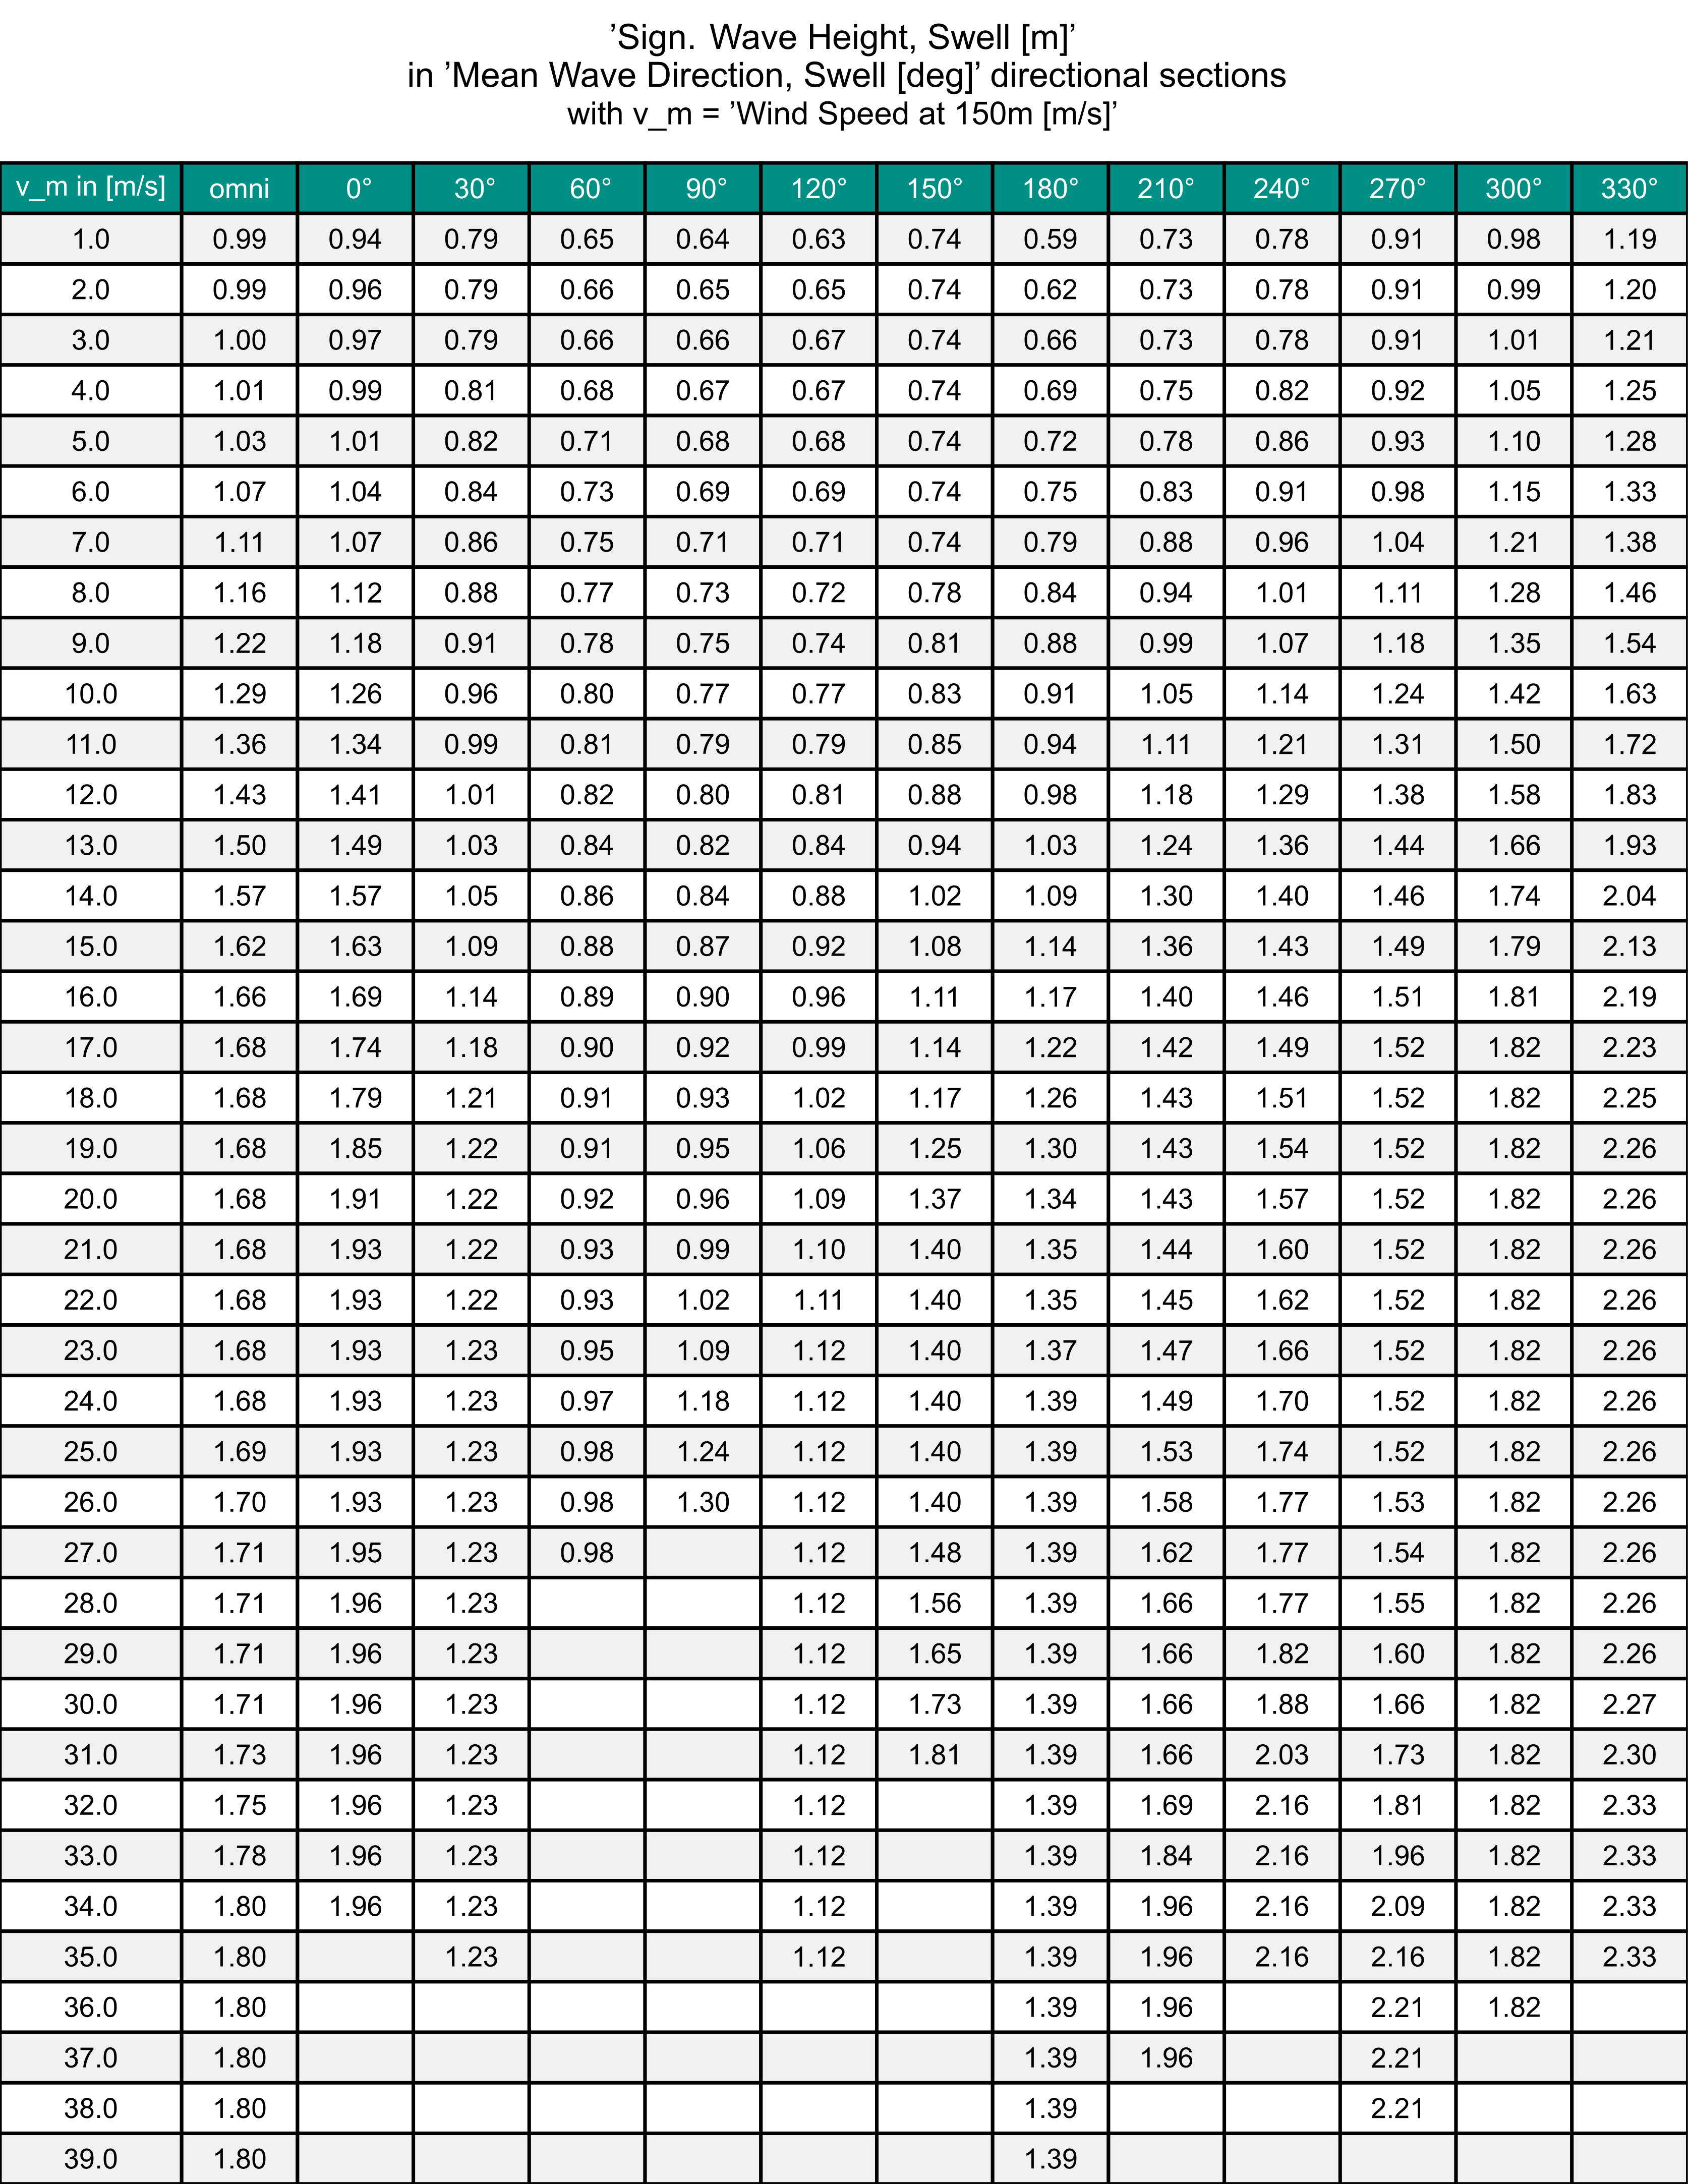 ’Sign. Wave Height, Swell [m]’
in ’Mean Wave Direction, Swell [deg]’ directional sections
with v_m = ’Wind Speed at 150m [m/s]’
v_m in [m/s] omni 0° 30° 60° 90° 120° 150° 180° 210° 240° 270° 300° 330°
1.0 0.99 0.94 0.79 0.65 0.64 0.63 0.74 0.59 0.73 0.78 0.91 0.98 1.19
2.0 0.99 0.96 0.79 0.66 0.65 0.65 0.74 0.62 0.73 0.78 0.91 0.99 1.20
3.0 1.00 0.97 0.79 0.66 0.66 0.67 0.74 0.66 0.73 0.78 0.91 1.01 1.21
4.0 1.01 0.99 0.81 0.68 0.67 0.67 0.74 0.69 0.75 0.82 0.92 1.05 1.25
5.0 1.03 1.01 0.82 0.71 0.68 0.68 0.74 0.72 0.78 0.86 0.93 1.10 1.28
6.0 1.07 1.04 0.84 0.73 0.69 0.69 0.74 0.75 0.83 0.91 0.98 1.15 1.33
7.0 1.11 1.07 0.86 0.75 0.71 0.71 0.74 0.79 0.88 0.96 1.04 1.21 1.38
8.0 1.16 1.12 0.88 0.77 0.73 0.72 0.78 0.84 0.94 1.01 1.11 1.28 1.46
9.0 1.22 1.18 0.91 0.78 0.75 0.74 0.81 0.88 0.99 1.07 1.18 1.35 1.54
10.0 1.29 1.26 0.96 0.80 0.77 0.77 0.83 0.91 1.05 1.14 1.24 1.42 1.63
11.0 1.36 1.34 0.99 0.81 0.79 0.79 0.85 0.94 1.11 1.21 1.31 1.50 1.72
12.0 1.43 1.41 1.01 0.82 0.80 0.81 0.88 0.98 1.18 1.29 1.38 1.58 1.83
13.0 1.50 1.49 1.03 0.84 0.82 0.84 0.94 1.03 1.24 1.36 1.44 1.66 1.93
14.0 1.57 1.57 1.05 0.86 0.84 0.88 1.02 1.09 1.30 1.40 1.46 1.74 2.04
15.0 1.62 1.63 1.09 0.88 0.87 0.92 1.08 1.14 1.36 1.43 1.49 1.79 2.13
16.0 1.66 1.69 1.14 0.89 0.90 0.96 1.11 1.17 1.40 1.46 1.51 1.81 2.19
17.0 1.68 1.74 1.18 0.90 0.92 0.99 1.14 1.22 1.42 1.49 1.52 1.82 2.23
18.0 1.68 1.79 1.21 0.91 0.93 1.02 1.17 1.26 1.43 1.51 1.52 1.82 2.25
19.0 1.68 1.85 1.22 0.91 0.95 1.06 1.25 1.30 1.43 1.54 1.52 1.82 2.26
20.0 1.68 1.91 1.22 0.92 0.96 1.09 1.37 1.34 1.43 1.57 1.52 1.82 2.26
21.0 1.68 1.93 1.22 0.93 0.99 1.10 1.40 1.35 1.44 1.60 1.52 1.82 2.26
22.0 1.68 1.93 1.22 0.93 1.02 1.11 1.40 1.35 1.45 1.62 1.52 1.82 2.26
23.0 1.68 1.93 1.23 0.95 1.09 1.12 1.40 1.37 1.47 1.66 1.52 1.82 2.26
24.0 1.68 1.93 1.23 0.97 1.18 1.12 1.40 1.39 1.49 1.70 1.52 1.82 2.26
25.0 1.69 1.93 1.23 0.98 1.24 1.12 1.40 1.39 1.53 1.74 1.52 1.82 2.26
26.0 1.70 1.93 1.23 0.98 1.30 1.12 1.40 1.39 1.58 1.77 1.53 1.82 2.26
27.0 1.71 1.95 1.23 0.98 1.12 1.48 1.39 1.62 1.77 1.54 1.82 2.26
28.0 1.71 1.96 1.23 1.12 1.56 1.39 1.66 1.77 1.55 1.82 2.26
29.0 1.71 1.96 1.23 1.12 1.65 1.39 1.66 1.82 1.60 1.82 2.26
30.0 1.71 1.96 1.23 1.12 1.73 1.39 1.66 1.88 1.66 1.82 2.27
31.0 1.73 1.96 1.23 1.12 1.81 1.39 1.66 2.03 1.73 1.82 2.30
32.0 1.75 1.96 1.23 1.12 1.39 1.69 2.16 1.81 1.82 2.33
33.0 1.78 1.96 1.23 1.12 1.39 1.84 2.16 1.96 1.82 2.33
34.0 1.80 1.96 1.23 1.12 1.39 1.96 2.16 2.09 1.82 2.33
35.0 1.80 1.23 1.12 1.39 1.96 2.16 2.16 1.82 2.33
36.0 1.80 1.39 1.96 2.21 1.82
37.0 1.80 1.39 1.96 2.21
38.0 1.80 1.39 2.21
39.0 1.80 1.39